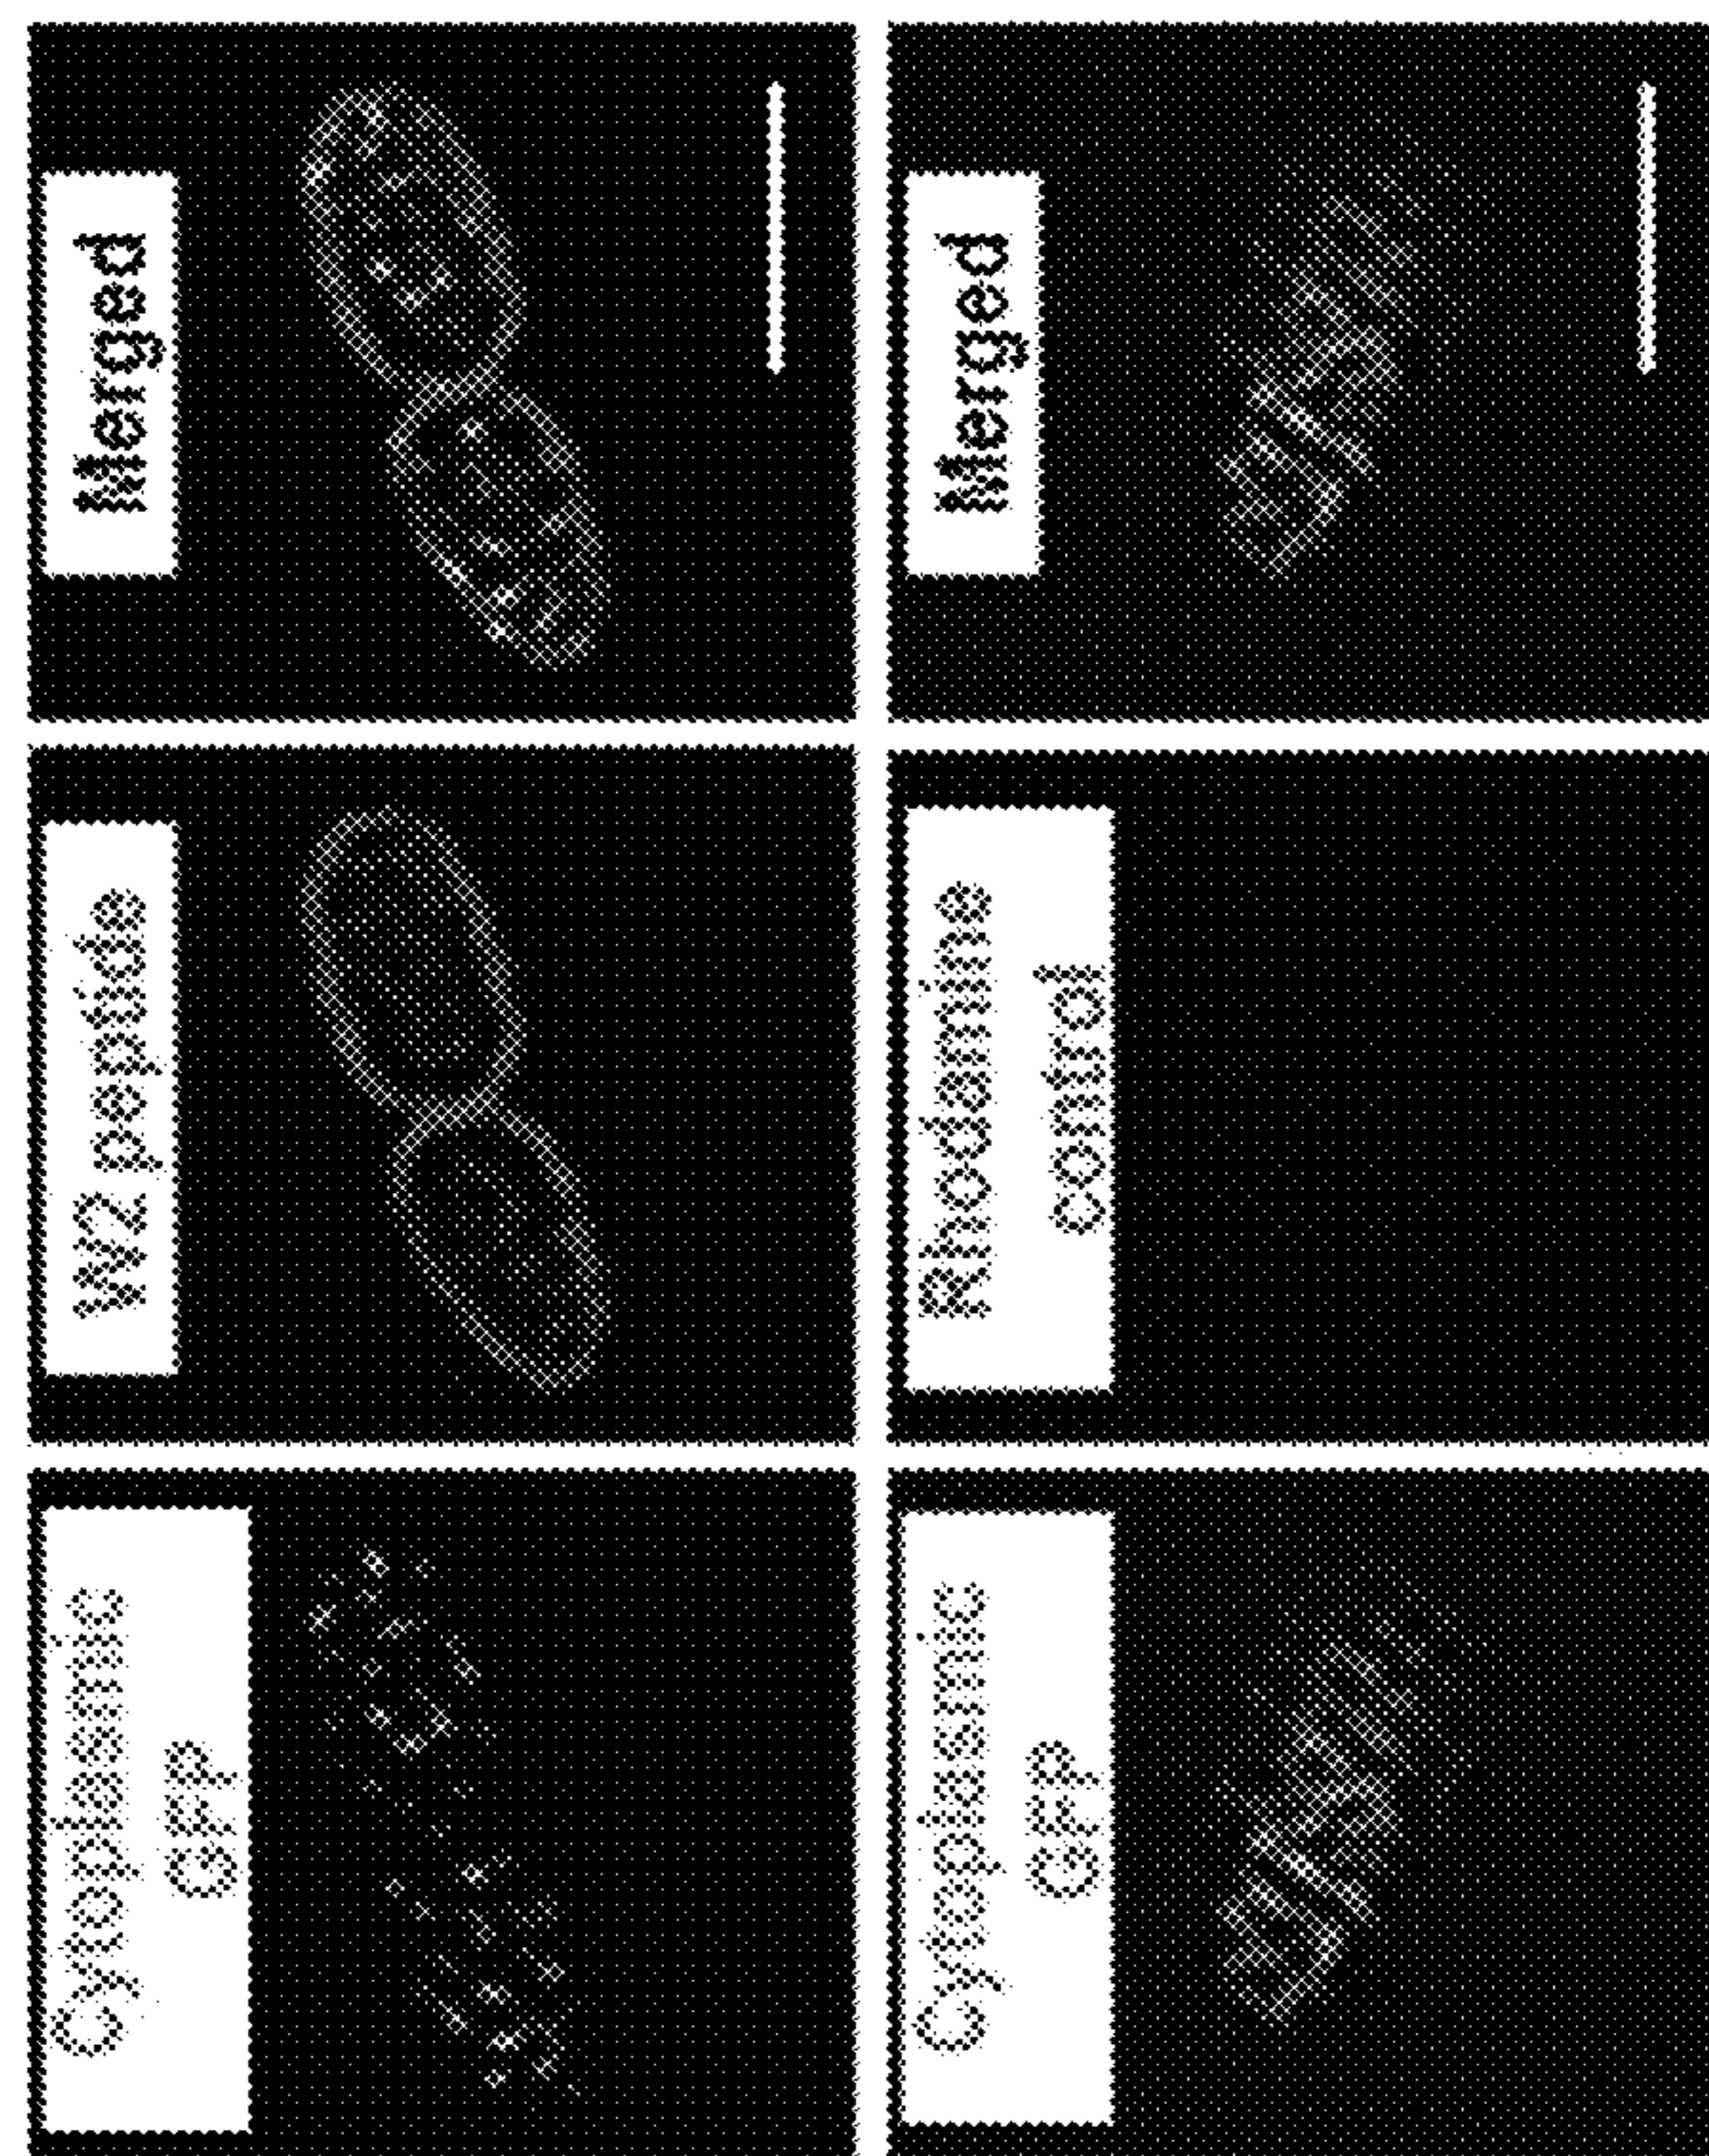 Cytoplasmic
GFP
W2 peptide
Merged
Cytoplasmic
GFP
Rhodamine
control
Merged